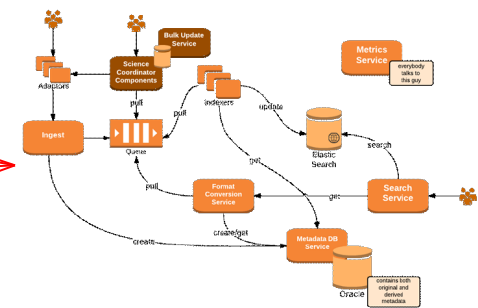 Bulk Update
Service
Metrics
Service
everybody
talks to
this guy
Science
Coordinator
Components
Adaptors
Indexers
pull
pull
update
Ingest
Queue
Elastic
Search
search
get
pull
Format
Conversion
Service
get
Search
Service
create/get
create
Metadata DB
Service
Oracle
contains both
original and
derived
metadata